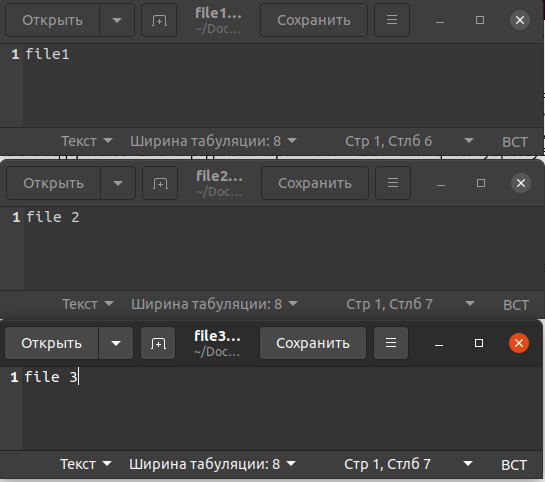 Открыть file1... Сохранить
~/Doc...
1 file1
Текст Ширина табуляции: 8 Стр 1, Стлб 6 ВСТ
Открыть file2... Сохранить
~/Doc...
1 file 2
Текст Ширина табуляции: 8 Стр 1, Стлб 7 ВСТ
Открыть file3... Сохранить
~/Doc...
1 file 3
Текст Ширина табуляции: 8 Стр 1, Стлб 7 ВСТ